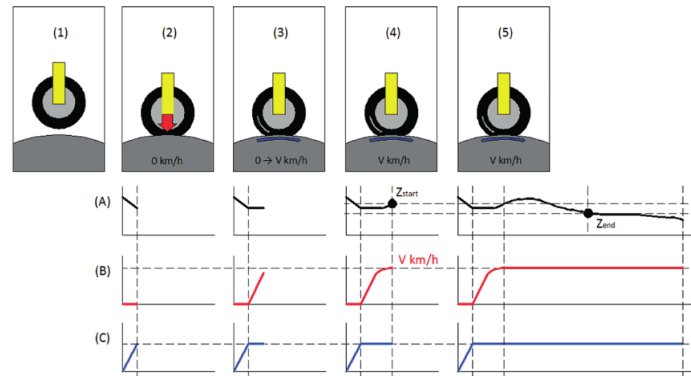 (1) (2) (3) (4) (5)
0 km/h 0 → V km/h V km/h V km/h
(A) Zstart
Zend
(B) V km/h
(C)